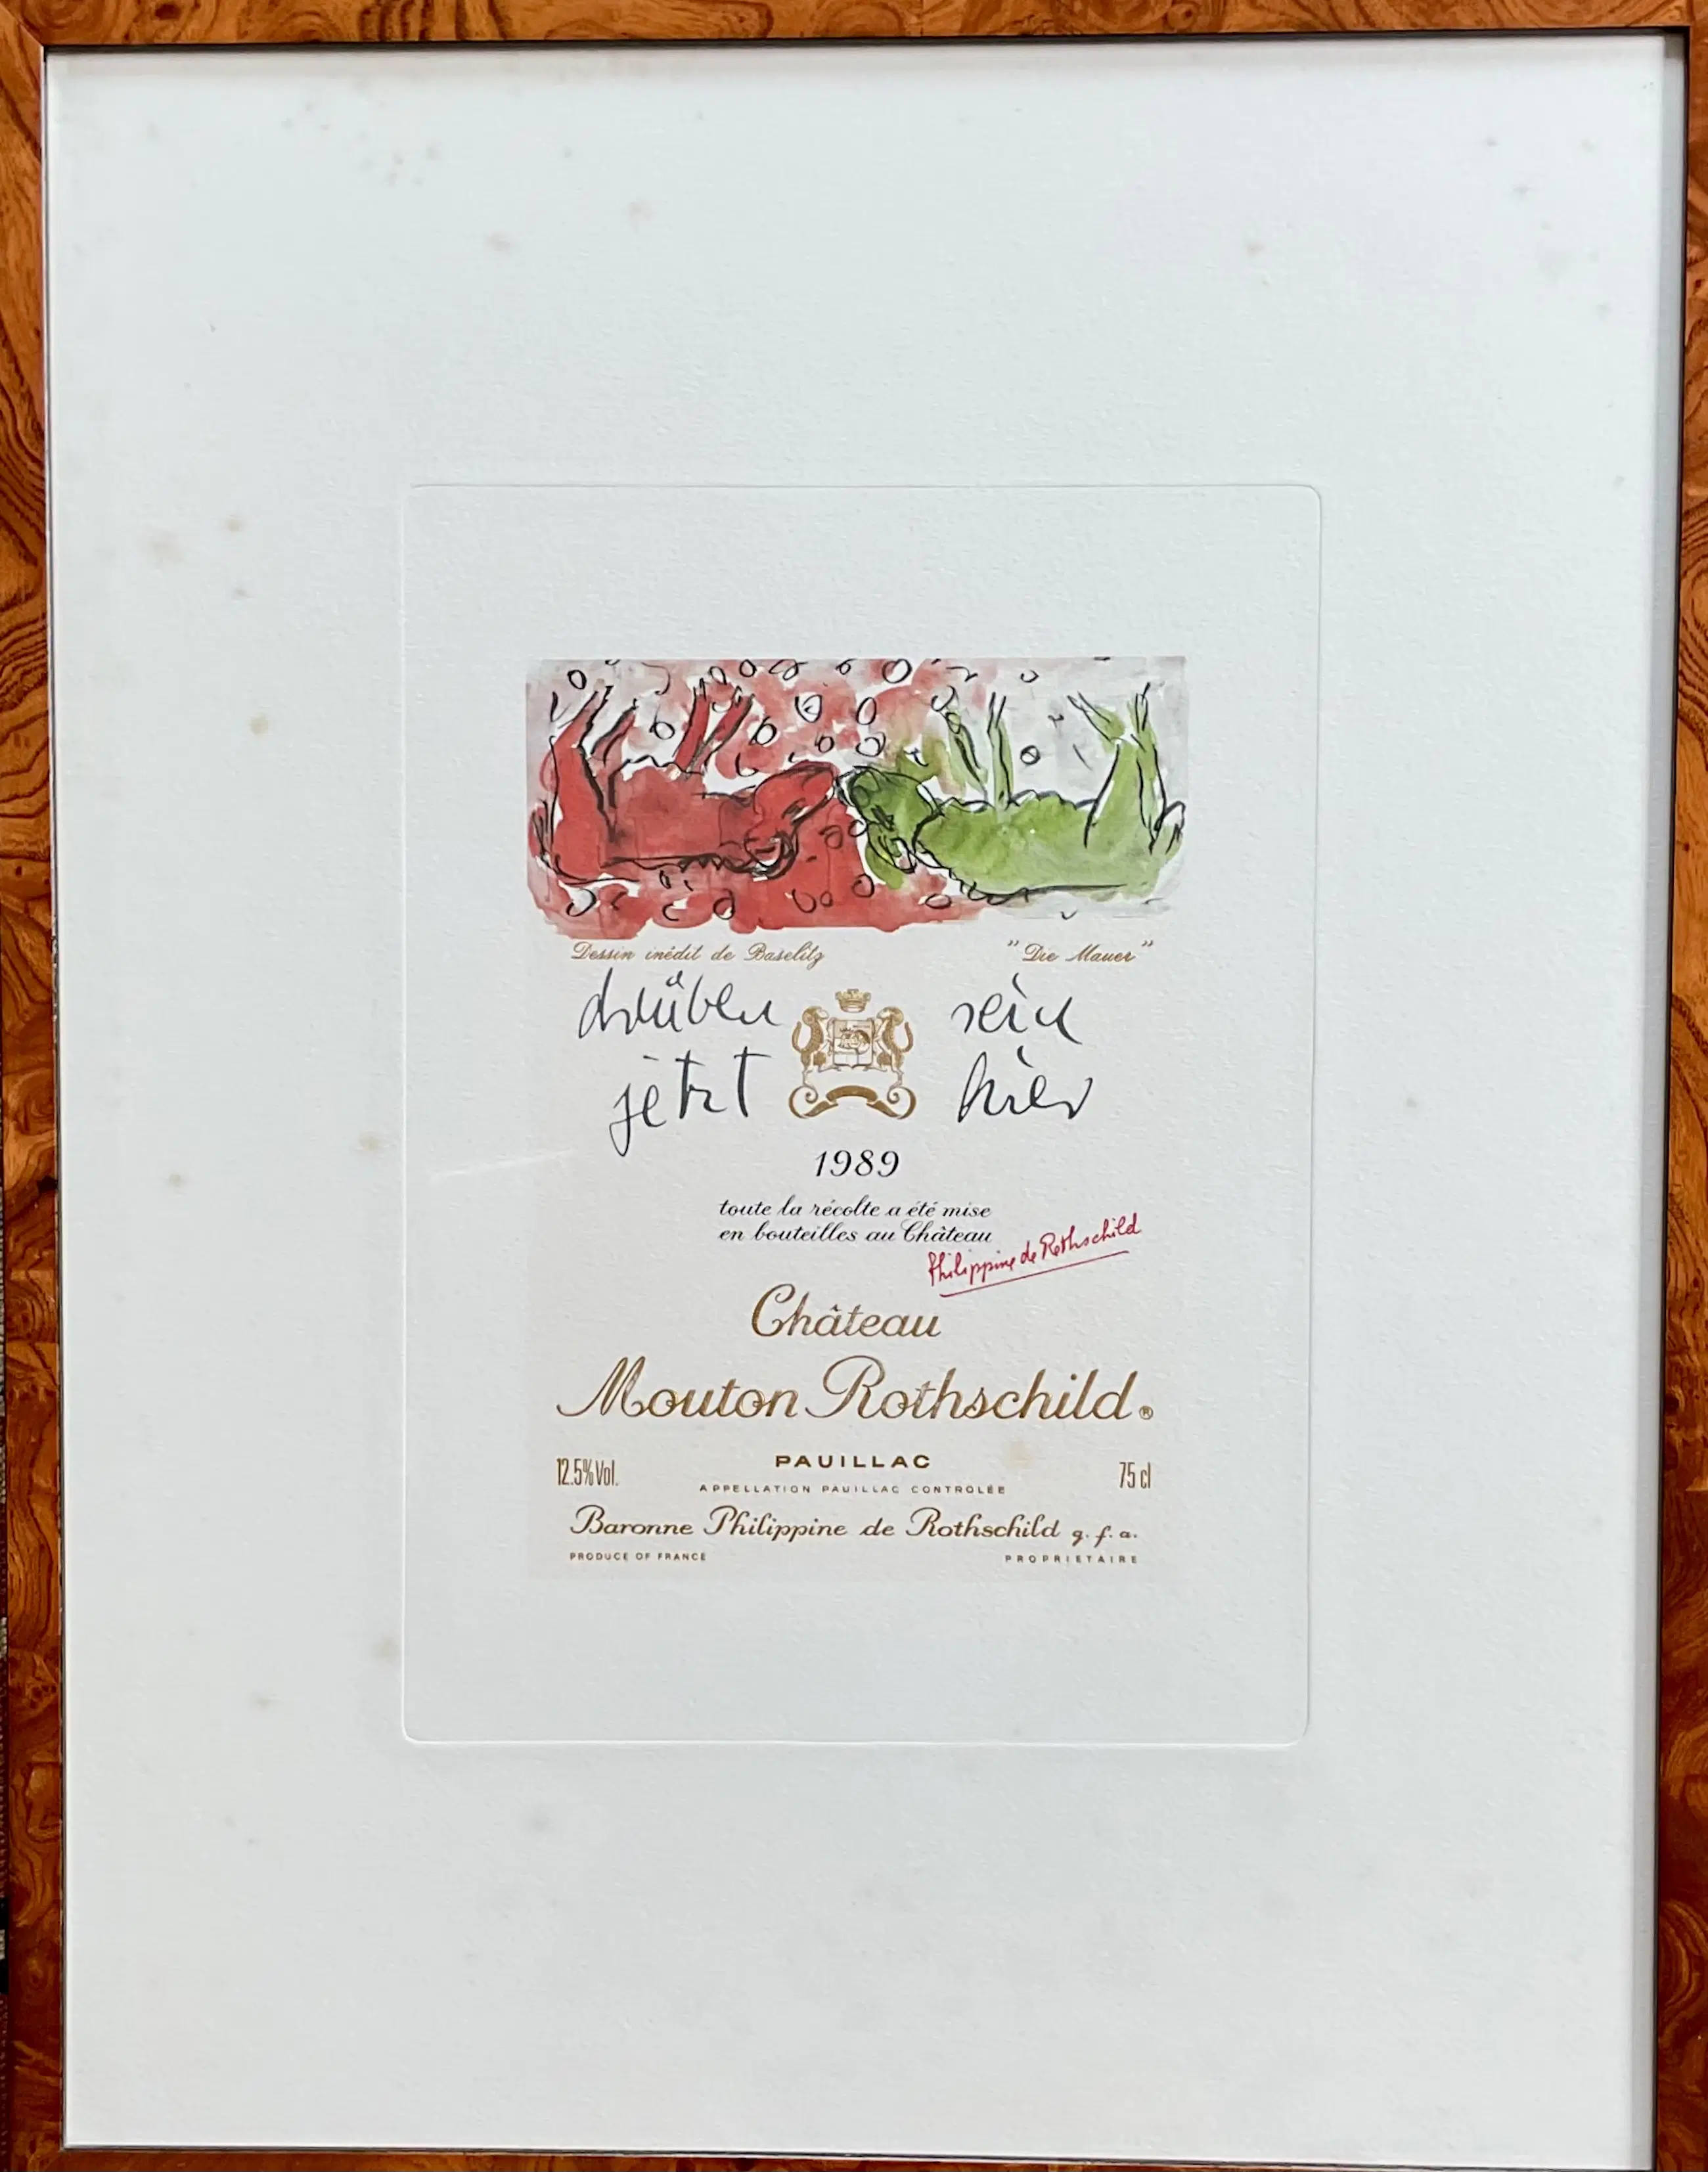 Dessin inédit de Baselitz "Die Mauer"
drüben sein
jetzt hier
1989
toute la récolte a été mise
en bouteilles au Château
Philippine de Rothschild
Château
Mouton Rothschild®
PAUILLAC
12.5% Vol. 75 cl
APPELLATION PAUILLAC CONTROLÉE
Baronne Philippine de Rothschild g. f. a.
PRODUCE OF FRANCE PROPRIETAIRE